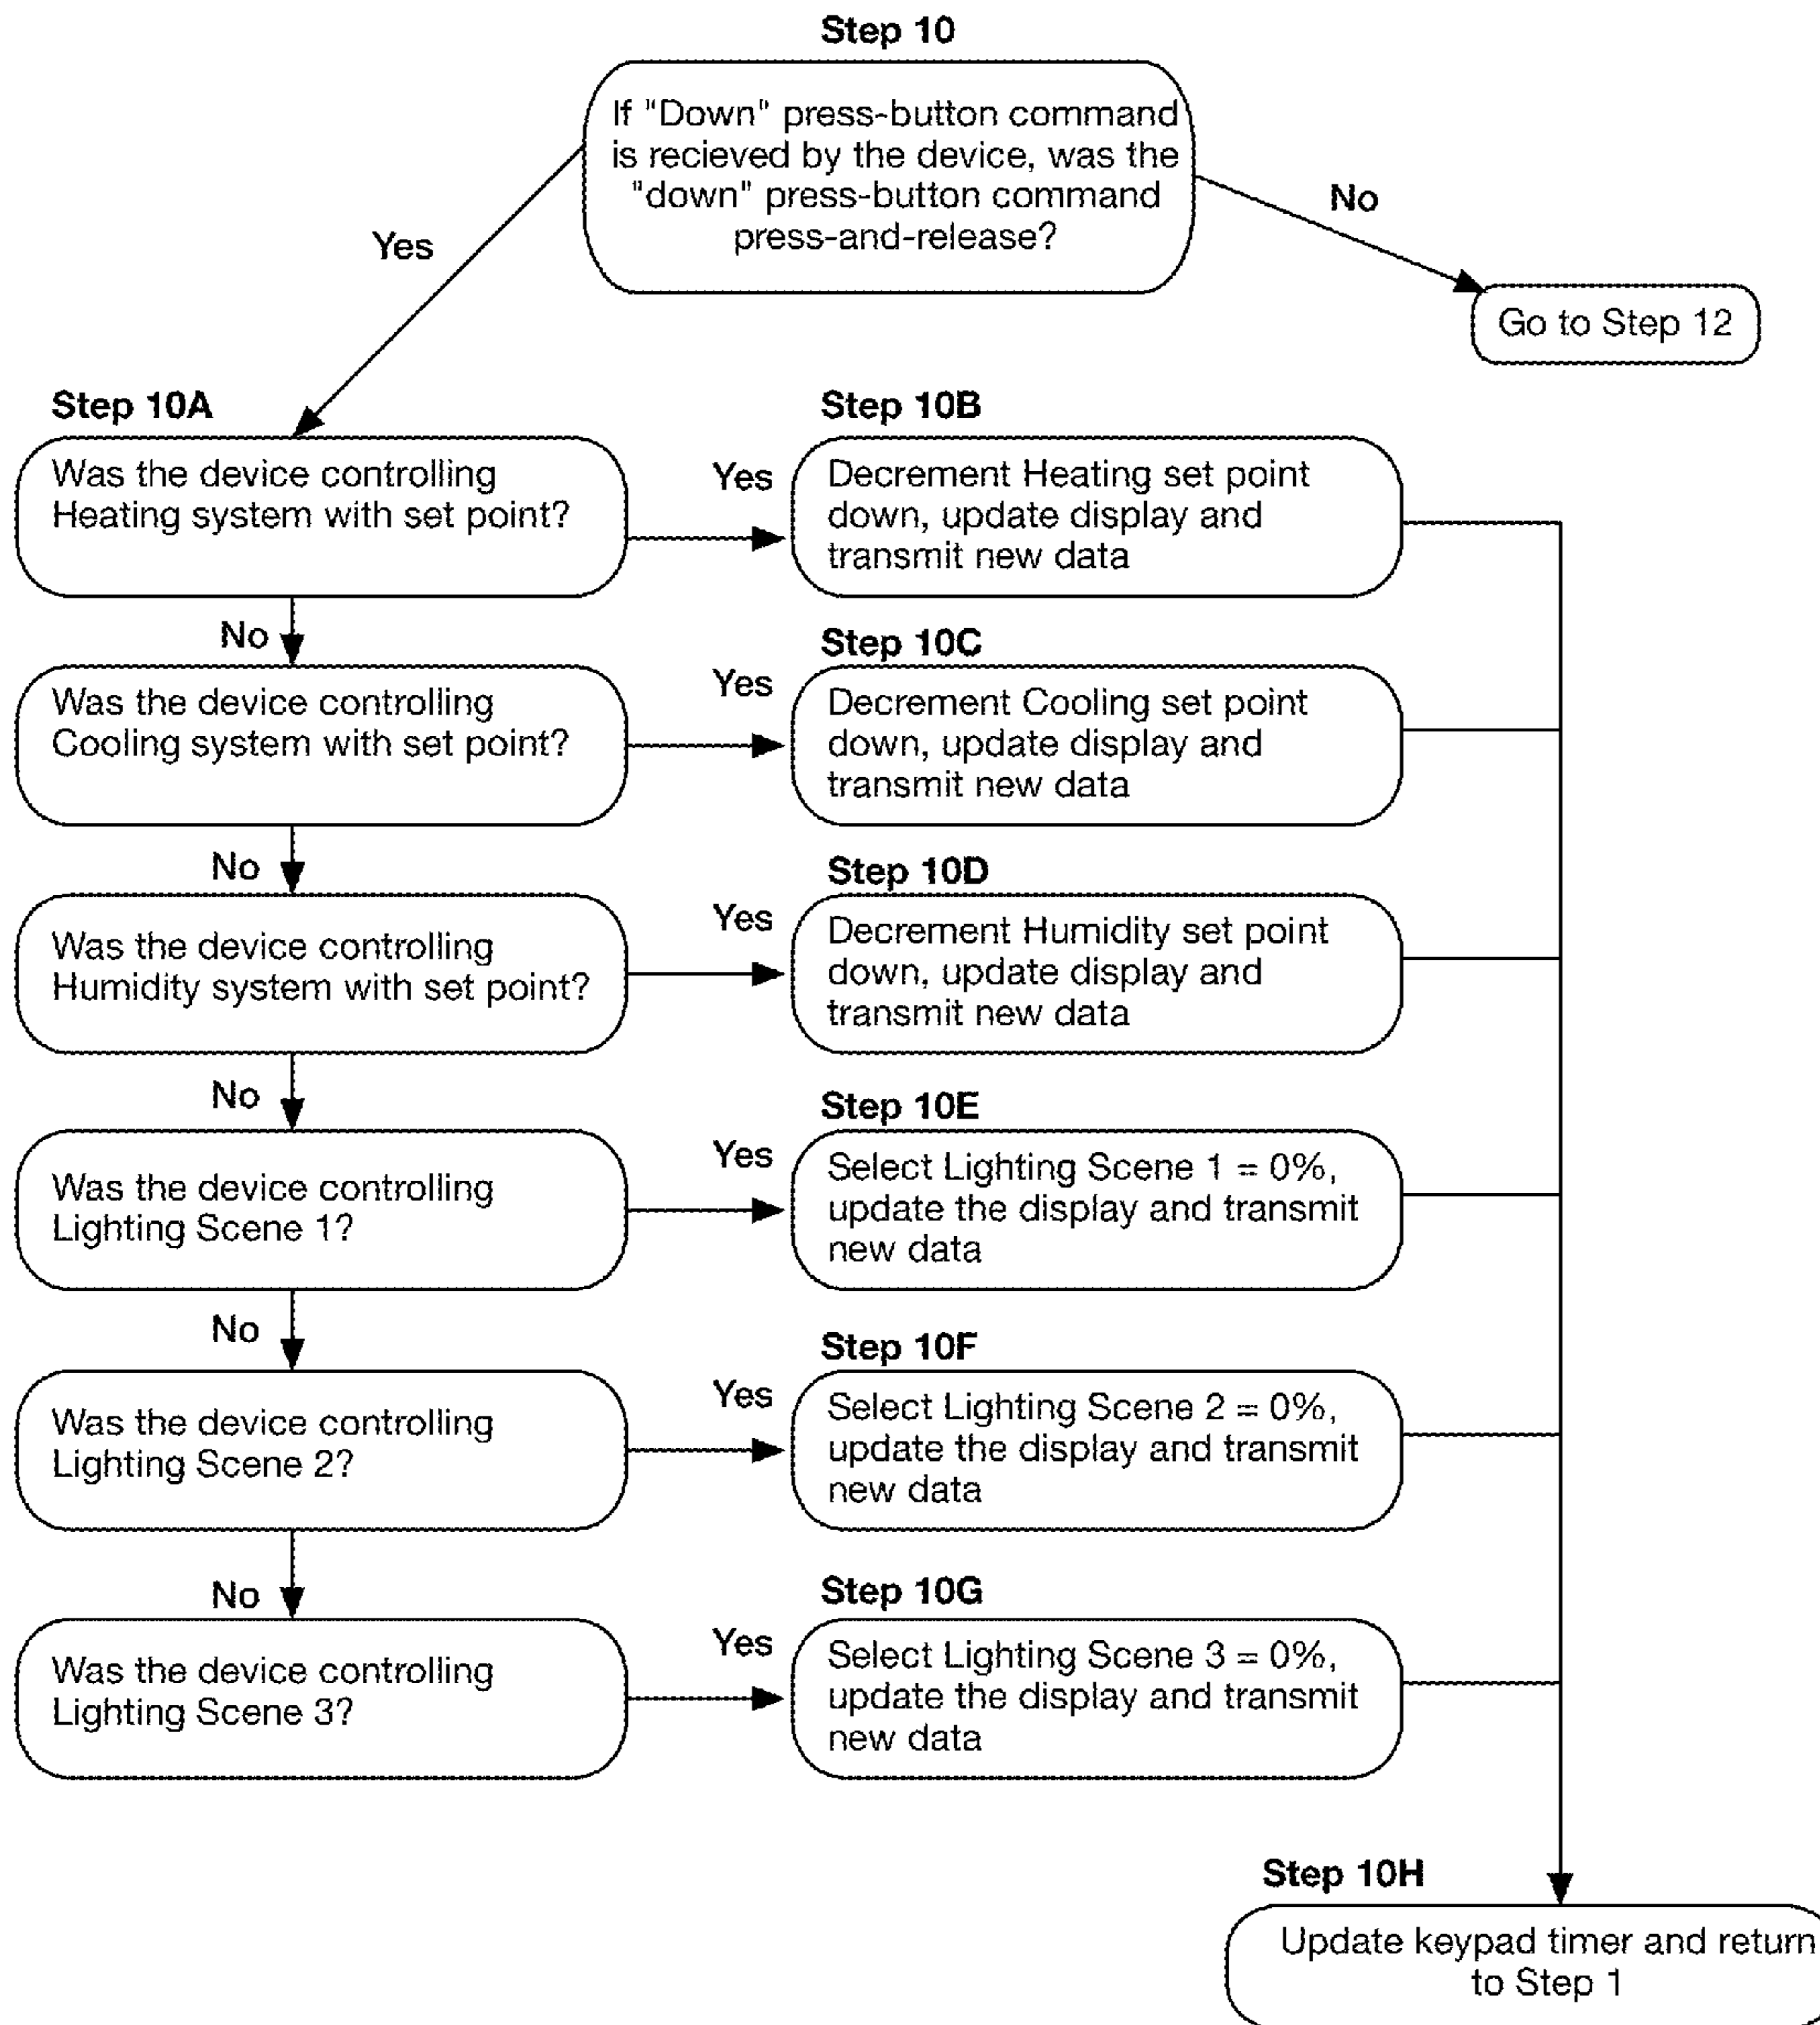 Step 10
If "Down" press-button command
is recieved by the device, was the
"down" press-button command
press-and-release?
Yes
No
Go to Step 12
Step 10A
Was the device controlling
Heating system with set point?
Yes
Step 10B
Decrement Heating set point
down, update display and
transmit new data
No
Was the device controlling
Cooling system with set point?
Yes
Step 10C
Decrement Cooling set point
down, update display and
transmit new data
No
Was the device controlling
Humidity system with set point?
Yes
Step 10D
Decrement Humidity set point
down, update display and
transmit new data
No
Was the device controlling
Lighting Scene 1?
Yes
Step 10E
Select Lighting Scene 1 = 0%,
update the display and transmit
new data
No
Was the device controlling
Lighting Scene 2?
Yes
Step 10F
Select Lighting Scene 2 = 0%,
update the display and transmit
new data
No
Was the device controlling
Lighting Scene 3?
Yes
Step 10G
Select Lighting Scene 3 = 0%,
update the display and transmit
new data
Step 10H
Update keypad timer and return
to Step 1